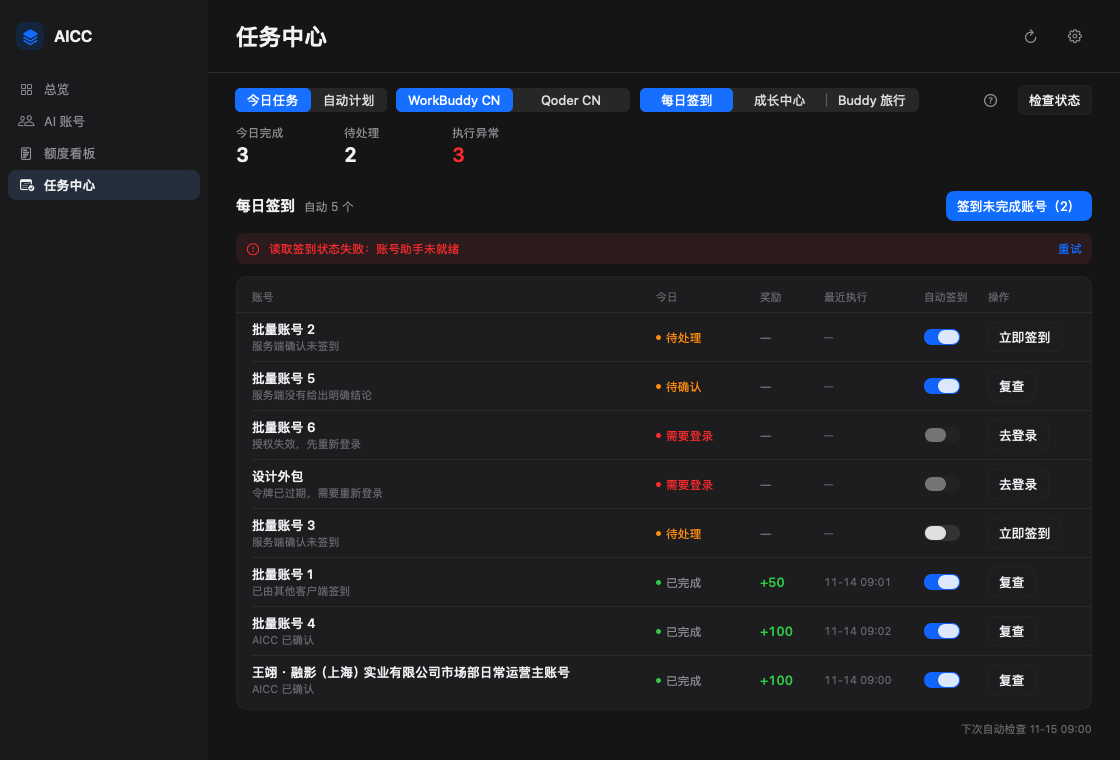 AICC
总览
AI 账号
额度看板
任务中心
任务中心
今日任务 自动计划 WorkBuddy CN Qoder CN 每日签到 成长中心 Buddy 旅行 检查状态
今日完成 待处理 执行异常
3 2 3
每日签到 自动 5 个 签到未完成账号（2）
读取签到状态失败：账号助手未就绪 重试
账号 今日 奖励 最近执行 自动签到 操作
批量账号 2
服务端确认未签到
待处理 — — 立即签到
批量账号 5
服务端没有给出明确结论
待确认 — — 复查
批量账号 6
授权失效，先重新登录
需要登录 — — 去登录
设计外包
令牌已过期，需要重新登录
需要登录 — — 去登录
批量账号 3
服务端确认未签到
待处理 — — 立即签到
批量账号 1
已由其他客户端签到
已完成 +50 11-14 09:01 复查
批量账号 4
AICC 已确认
已完成 +100 11-14 09:02 复查
王翊 · 融影（上海）实业有限公司市场部日常运营主账号
AICC 已确认
已完成 +100 11-14 09:00 复查
下次自动检查 11-15 09:00